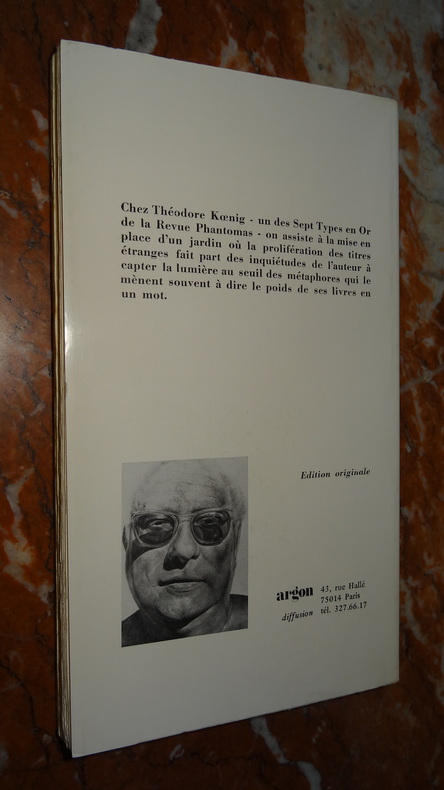 Chez Théodore Kœnig - un des Sept Types en Or
de la Revue Phantomas - on assiste à la mise en
place d'un jardin où la prolifération des titres
étranges fait part des inquiétudes de l'auteur à
capter la lumière au seuil des métaphores qui le
mènent souvent à dire le poids de ses livres en
un mot.
Edition originale
argon 43, rue Hallé
75014 Paris
diffusion tél. 327.66.17